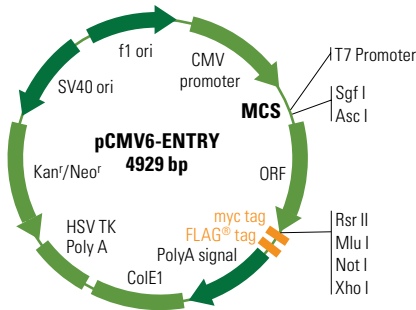 f1 ori
CMV
promoter
T7 Promoter
SV40 ori
MCS
Sgf I
Asc I
pCMV6-ENTRY
4929 bp
ORF
Kanʳ/Neoʳ
myc tag
FLAG® tag
Rsr II
Mlu I
Not I
Xho I
HSV TK
Poly A
PolyA signal
ColE1